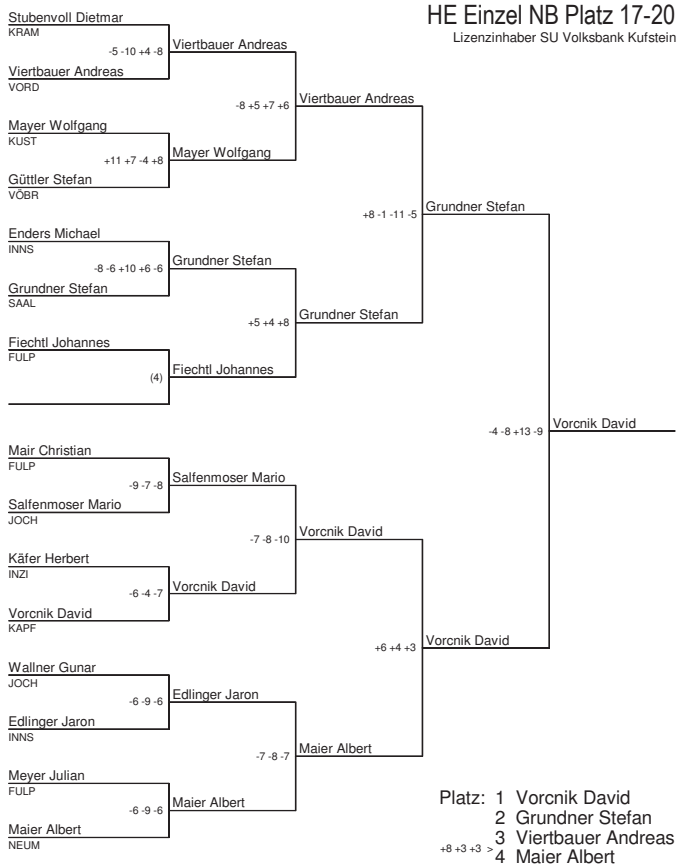 HE Einzel NB Platz 17-20
Lizenzinhaber SU Volksbank Kufstein
Stubenvoll Dietmar
KRAM
-5 -10 +4 -8
Viertbauer Andreas
Viertbauer Andreas
VORD
-8 +5 +7 +6
Viertbauer Andreas
Mayer Wolfgang
KUST
+11 +7 -4 +8
Mayer Wolfgang
Güttler Stefan
VÖBR
+8 -1 -11 -5
Grundner Stefan
Enders Michael
INNS
-8 -6 +10 +6 -6
Grundner Stefan
Grundner Stefan
SAAL
+5 +4 +8
Grundner Stefan
Fiechtl Johannes
FULP
(4)
Fiechtl Johannes
-4 -8 +13 -9
Vorcnik David
Mair Christian
FULP
-9 -7 -8
Salfenmoser Mario
Salfenmoser Mario
JOCH
-7 -8 -10
Vorcnik David
Käfer Herbert
INZI
-6 -4 -7
Vorcnik David
Vorcnik David
KAPF
+6 +4 +3
Vorcnik David
Wallner Gunar
JOCH
-6 -9 -6
Edlinger Jaron
Edlinger Jaron
INNS
-7 -8 -7
Maier Albert
Meyer Julian
FULP
-6 -9 -6
Maier Albert
Maier Albert
NEUM
Platz: 1 Vorcnik David
2 Grundner Stefan
3 Viertbauer Andreas
+8 +3 +3 >
4 Maier Albert